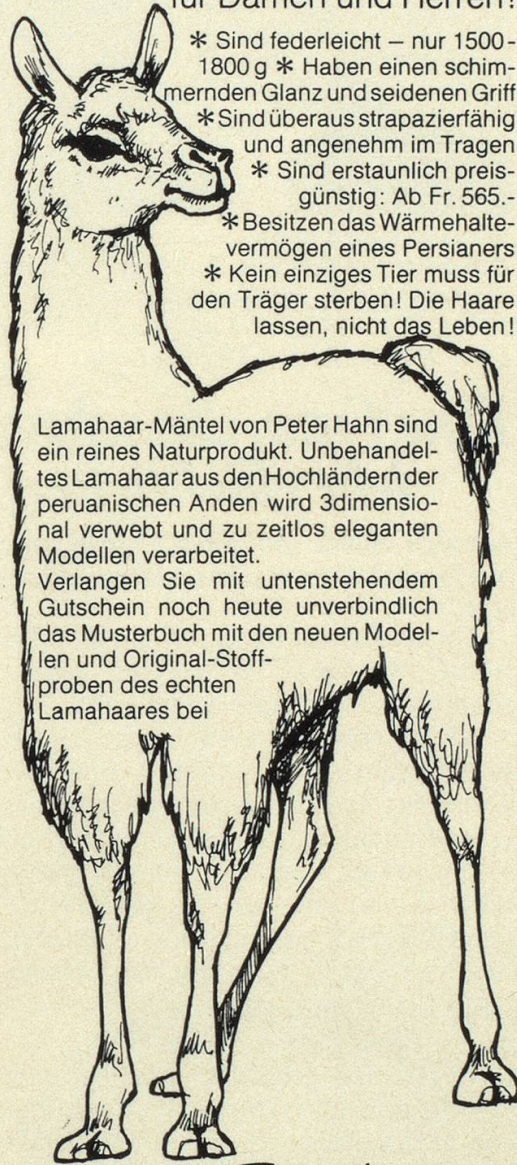 für Damen und Herren!
* Sind federleicht – nur 1500-
1800 g * Haben einen schim-
mernden Glanz und seidenen Griff
* Sind überaus strapazierfähig
und angenehm im Tragen
* Sind erstaunlich preis-
günstig: Ab Fr. 565.-
* Besitzen das Wärmehalte-
vermögen eines Persianers
* Kein einziges Tier muss für
den Träger sterben! Die Haare
lassen, nicht das Leben!
Lamahaar-Mäntel von Peter Hahn sind
ein reines Naturprodukt. Unbehandel-
tes Lamahaar aus den Hochländern der
peruanischen Anden wird 3dimensio-
nal verwebt und zu zeitlos eleganten
Modellen verarbeitet.
Verlangen Sie mit untenstehendem
Gutschein noch heute unverbindlich
das Musterbuch mit den neuen Model-
len und Original-Stoff-
proben des echten
Lamahaares bei